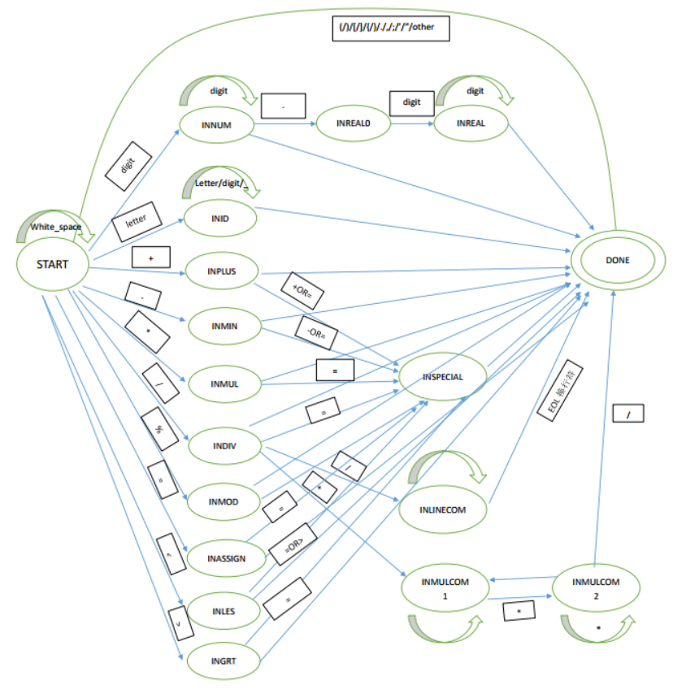 (/)/[/]/{/}/./,/;/'/"/other
digit
digit
.
digit
INNUM
INREAL0
INREAL
digit
Letter/digit/_
letter
INID
White_space
START
+
INPLUS
DONE
-
INMIN
+OR=
-OR=
*
=
INMUL
INSPECIAL
/
=
EOL 换行符
/
%
INDIV
/
=
INMOD
*
=
INLINECOM
=OR>
INASSIGN
INMULCOM
1
INMULCOM
2
=
INLES
*
*
INGRT